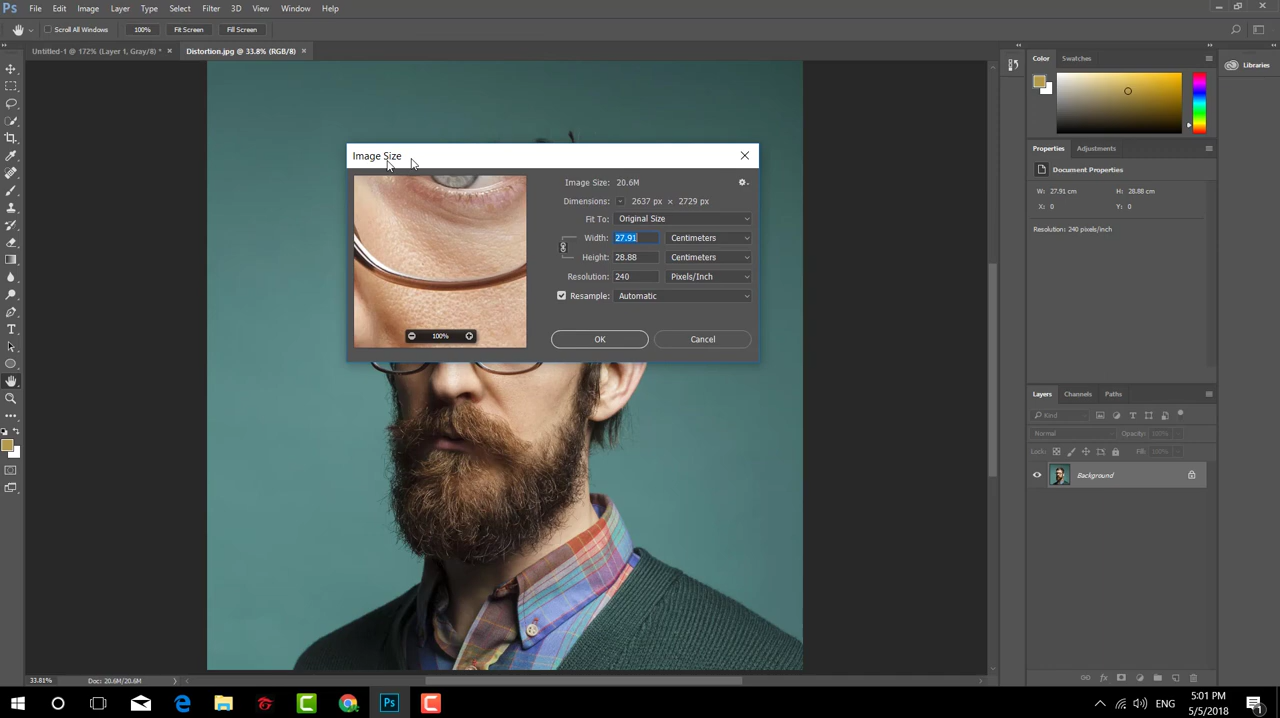 Ps File Edit Image Layer Type Select Filter 3D View Window Help
Scroll All Windows 100% Fit Screen Fill Screen
Untitled-1 @ 172% (Layer 1, Gray/8) * × Distortion.jpg @ 33.8% (RGB/8) ×
Color Swatches
Libraries
Image Size
Image Size: 20.6M
Dimensions: 2637 px × 2729 px
Fit To: Original Size
Width: 27.91 Centimeters
Height: 28.88 Centimeters
Resolution: 240 Pixels/Inch
Resample: Automatic
100%
OK Cancel
Properties Adjustments
Document Properties
W: 27.91 cm H: 28.88 cm
X: 0 Y: 0
Resolution: 240 pixels/inch
Layers Channels Paths
Kind
Normal Opacity: 100%
Lock: Fill: 100%
Background
33.81% Doc: 20.6M/20.6M
Ps
ENG
5:01 PM
5/5/2018
1